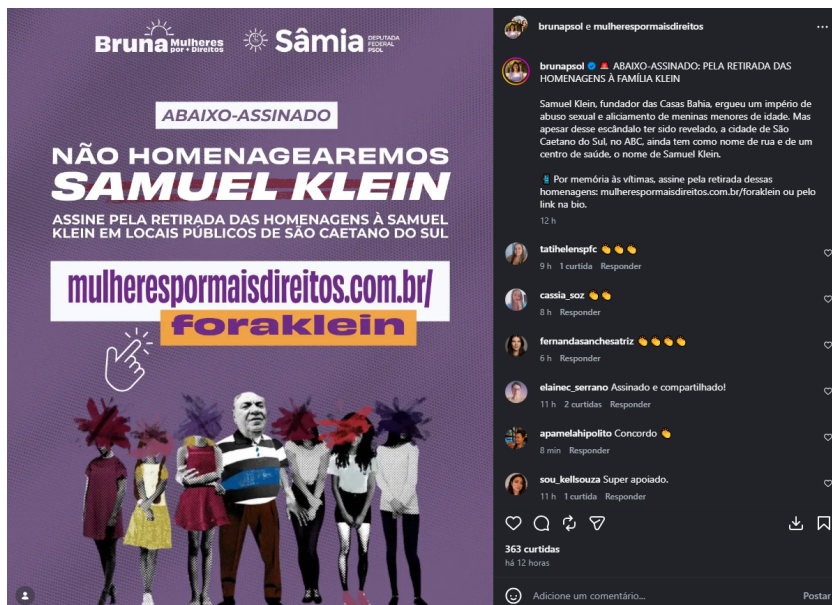 Bruna Mulheres por + Direitos
Sâmia DEPUTADA FEDERAL PSOL
ABAIXO-ASSINADO
NÃO HOMENAGEAREMOS
SAMUEL KLEIN
ASSINE PELA RETIRADA DAS HOMENAGENS À SAMUEL
KLEIN EM LOCAIS PÚBLICOS DE SÃO CAETANO DO SUL
mulherespormaisdireitos.com.br/
foraklein
brunapsol e mulherespormaisdireitos
brunapsol 🚨 ABAIXO-ASSINADO: PELA RETIRADA DAS
HOMENAGENS À FAMÍLIA KLEIN
Samuel Klein, fundador das Casas Bahia, ergueu um império de
abuso sexual e aliciamento de meninas menores de idade. Mas
apesar desse escândalo ter sido revelado, a cidade de São
Caetano do Sul, no ABC, ainda tem como nome de rua e de um
centro de saúde, o nome de Samuel Klein.
Por memória às vítimas, assine pela retirada dessas
homenagens: mulherespormaisdireitos.com.br/foraklein ou pelo
link na bio.
12 h
tatihelenspfc 👏👏👏
9 h 1 curtida Responder
cassia_soz 👏👏
8 h Responder
fernandasanchesatriz 👏👏👏👏
6 h Responder
elainec_serrano Assinado e compartilhado!
11 h 2 curtidas Responder
apamelahipolito Concordo 👏
8 min Responder
sou_kellsouza Super apoiado.
11 h 1 curtida Responder
363 curtidas
há 12 horas
Adicione um comentário... Postar